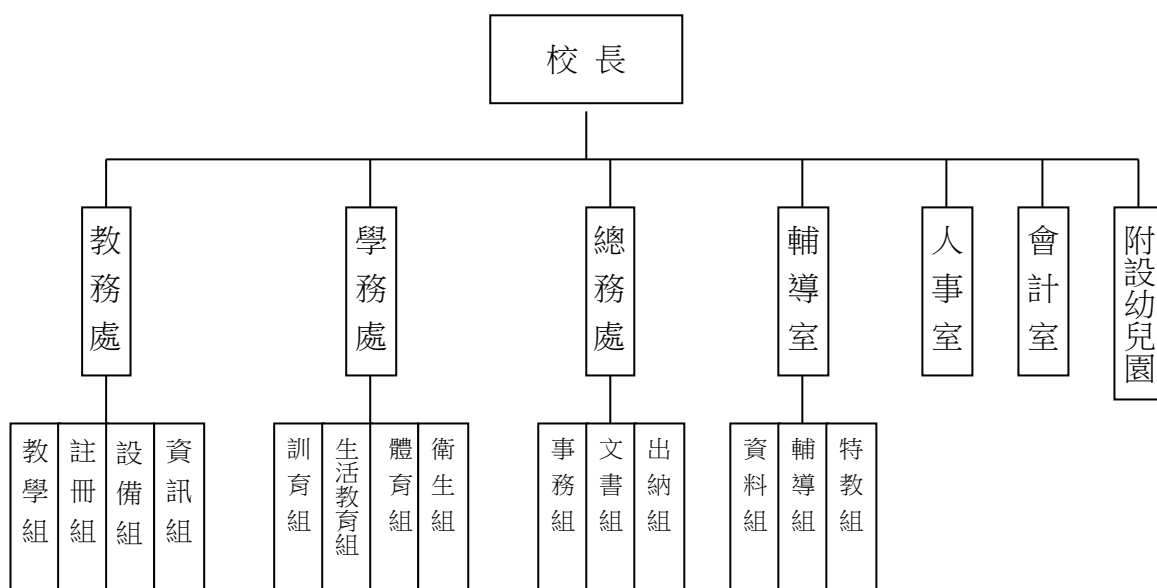 校長
教務處
學務處
總務處
輔導室
人事室
會計室
附設幼兒園
教學組
註冊組
設備組
資訊組
訓育組
生活教育組
體育組
衛生組
事務組
文書組
出納組
資料組
輔導組
特教組